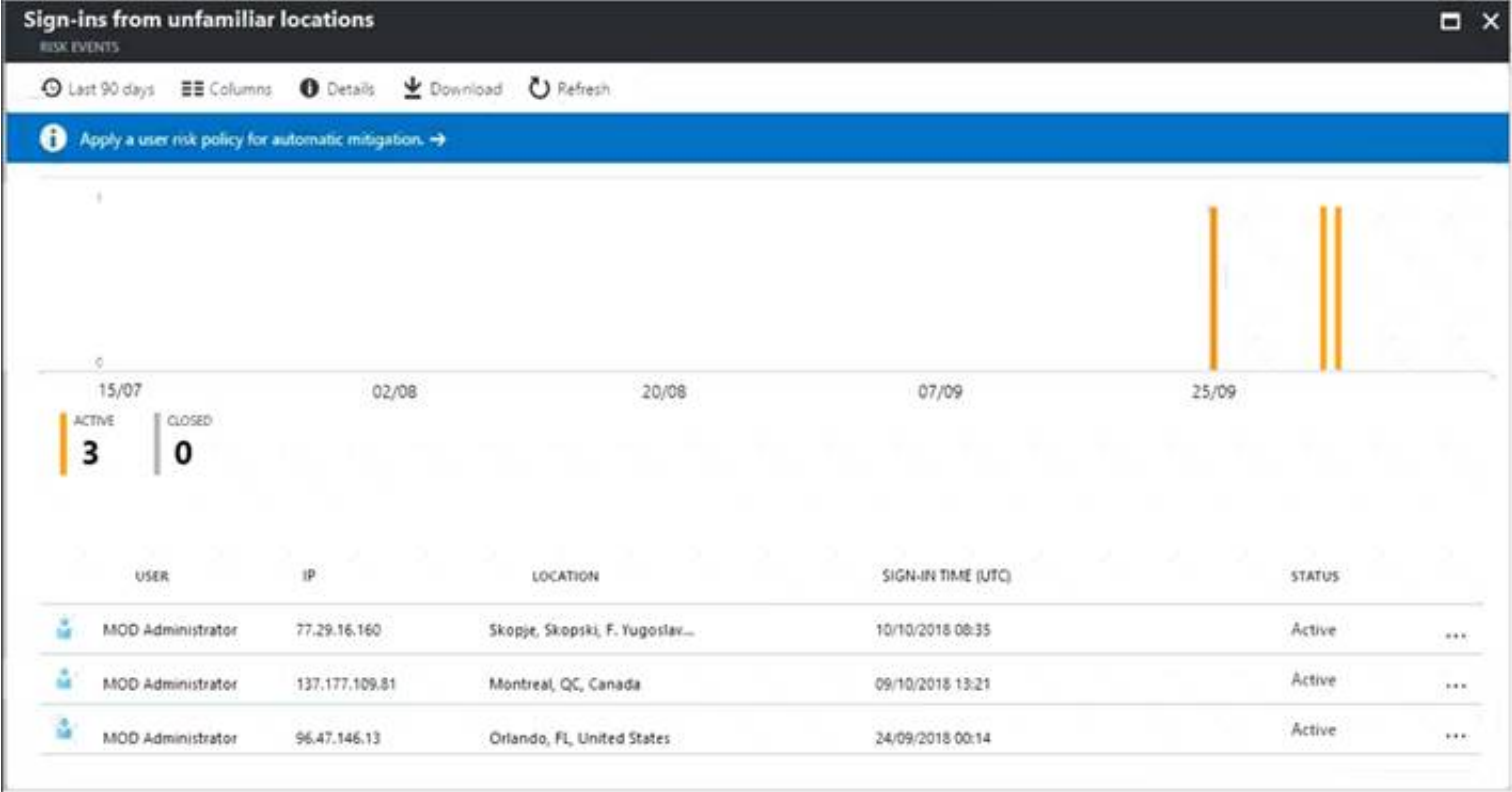 Sign-ins from unfamiliar locations
RISK EVENTS
Last 90 days Columns Details Download Refresh
Apply a user risk policy for automatic mitigation. →
1
0
15/07 02/08 20/08 07/09 25/09
ACTIVE CLOSED
3 0
USER IP LOCATION SIGN-IN TIME (UTC) STATUS
MOD Administrator 77.29.16.160 Skopje, Skopski, F. Yugoslav... 10/10/2018 08:35 Active ...
MOD Administrator 137.177.109.81 Montreal, QC, Canada 09/10/2018 13:21 Active ...
MOD Administrator 96.47.146.13 Orlando, FL, United States 24/09/2018 00:14 Active ...